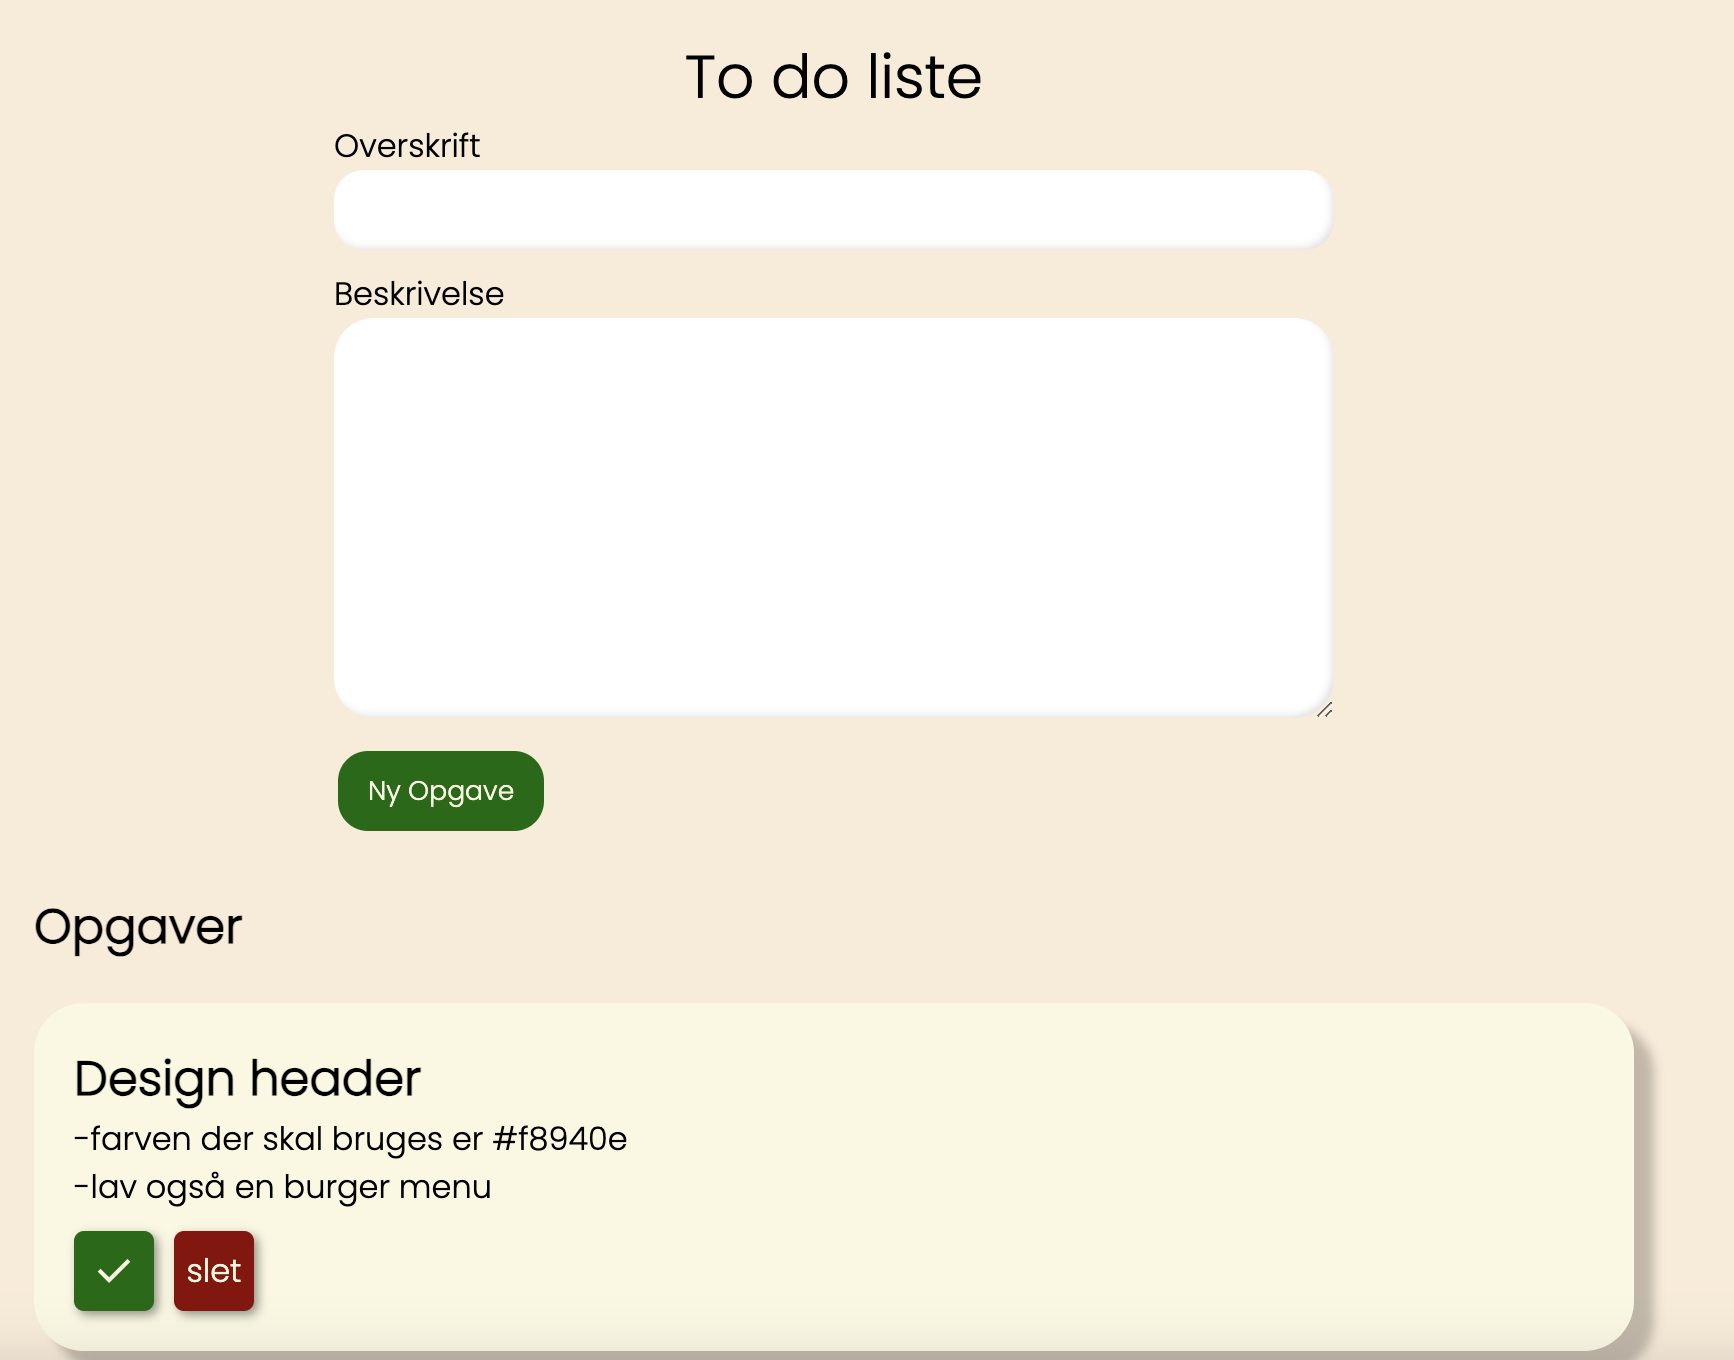 To do liste
Overskrift
Beskrivelse
Ny Opgave
Opgaver
Design header
-farven der skal bruges er #f8940e
-lav også en burger menu
slet